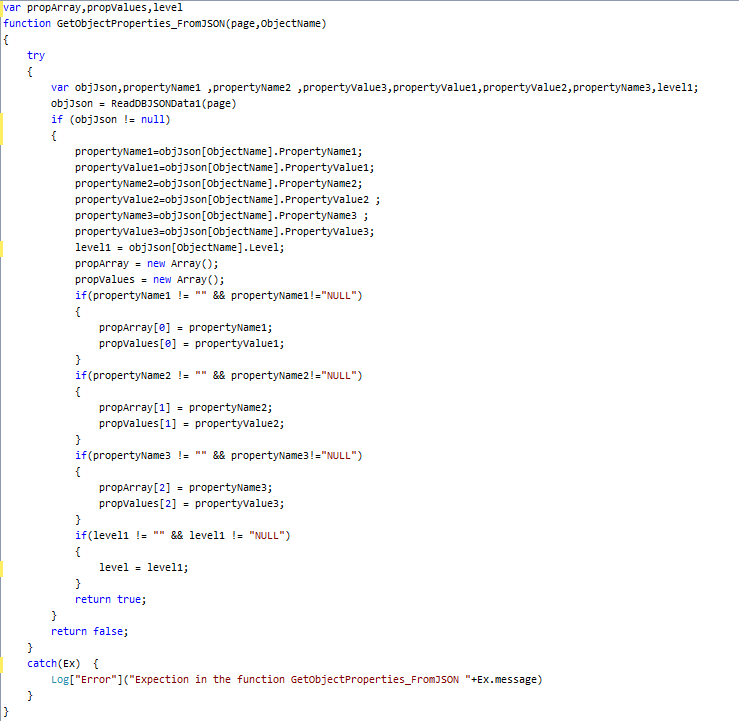 var propArray,propValues,level
function GetObjectProperties_FromJSON(page,ObjectName)
{
try
{
var objJson,propertyName1 ,propertyName2 ,propertyValue3,propertyValue1,propertyValue2,propertyName3,level1;
objJson = ReadDBJSONData1(page)
if (objJson != null)
{
propertyName1=objJson[ObjectName].PropertyName1;
propertyValue1=objJson[ObjectName].PropertyValue1;
propertyName2=objJson[ObjectName].PropertyName2;
propertyValue2=objJson[ObjectName].PropertyValue2 ;
propertyName3=objJson[ObjectName].PropertyName3 ;
propertyValue3=objJson[ObjectName].PropertyValue3;
level1 = objJson[ObjectName].Level;
propArray = new Array();
propValues = new Array();
if(propertyName1 != "" && propertyName1!="NULL")
{
propArray[0] = propertyName1;
propValues[0] = propertyValue1;
}
if(propertyName2 != "" && propertyName2!="NULL")
{
propArray[1] = propertyName2;
propValues[1] = propertyValue2;
}
if(propertyName3 != "" && propertyName3!="NULL")
{
propArray[2] = propertyName3;
propValues[2] = propertyValue3;
}
if(level1 != "" && level1 != "NULL")
{
level = level1;
}
return true;
}
return false;
}
catch(Ex)  {
Log["Error"]("Expection in the function GetObjectProperties_FromJSON "+Ex.message)
}
}